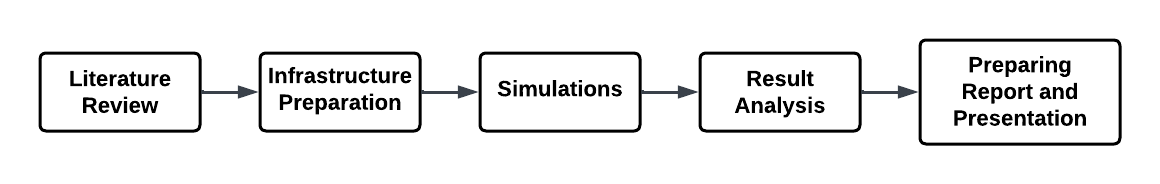 Literature
Review
Infrastructure
Preparation
Simulations
Result
Analysis
Preparing
Report and
Presentation